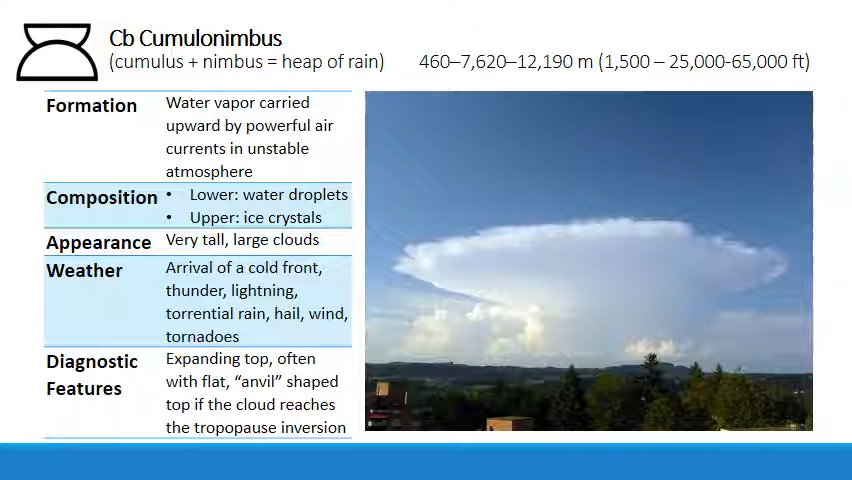 Cb Cumulonimbus
(cumulus + nimbus = heap of rain) 460–7,620–12,190 m (1,500 – 25,000-65,000 ft)
Formation Water vapor carried
upward by powerful air
currents in unstable
atmosphere
Composition • Lower: water droplets
• Upper: ice crystals
Appearance Very tall, large clouds
Weather Arrival of a cold front,
thunder, lightning,
torrential rain, hail, wind,
tornadoes
Diagnostic Expanding top, often
Features with flat, “anvil” shaped
top if the cloud reaches
the tropopause inversion